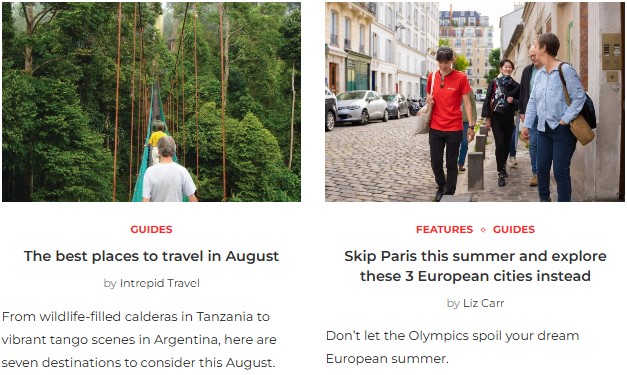 GUIDES
The best places to travel in August
by Intrepid Travel
From wildlife-filled calderas in Tanzania to
vibrant tango scenes in Argentina, here are
seven destinations to consider this August.
FEATURES ◇ GUIDES
Skip Paris this summer and explore
these 3 European cities instead
by Liz Carr
Don’t let the Olympics spoil your dream
European summer.